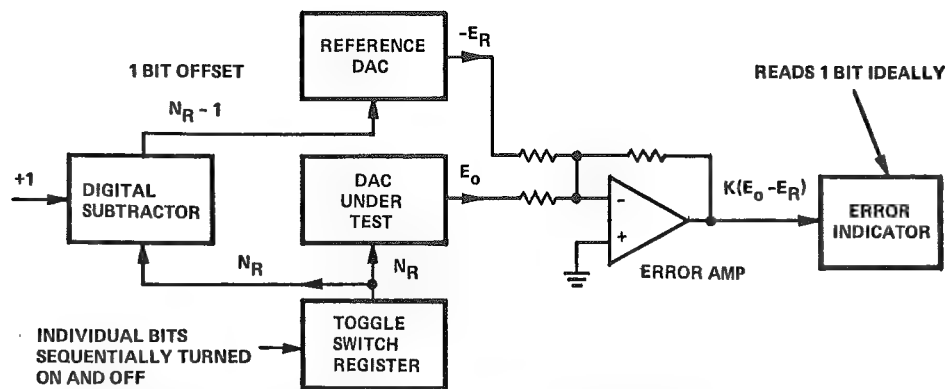 -E_R
REFERENCE
DAC
1 BIT OFFSET
READS 1 BIT IDEALLY
N_R - 1
+1
DIGITAL
SUBTRACTOR
DAC
UNDER
TEST
E_o
-
+
K(E_o - E_R)
ERROR
INDICATOR
N_R
N_R
ERROR AMP
INDIVIDUAL BITS
SEQUENTIALLY TURNED
ON AND OFF
TOGGLE
SWITCH
REGISTER